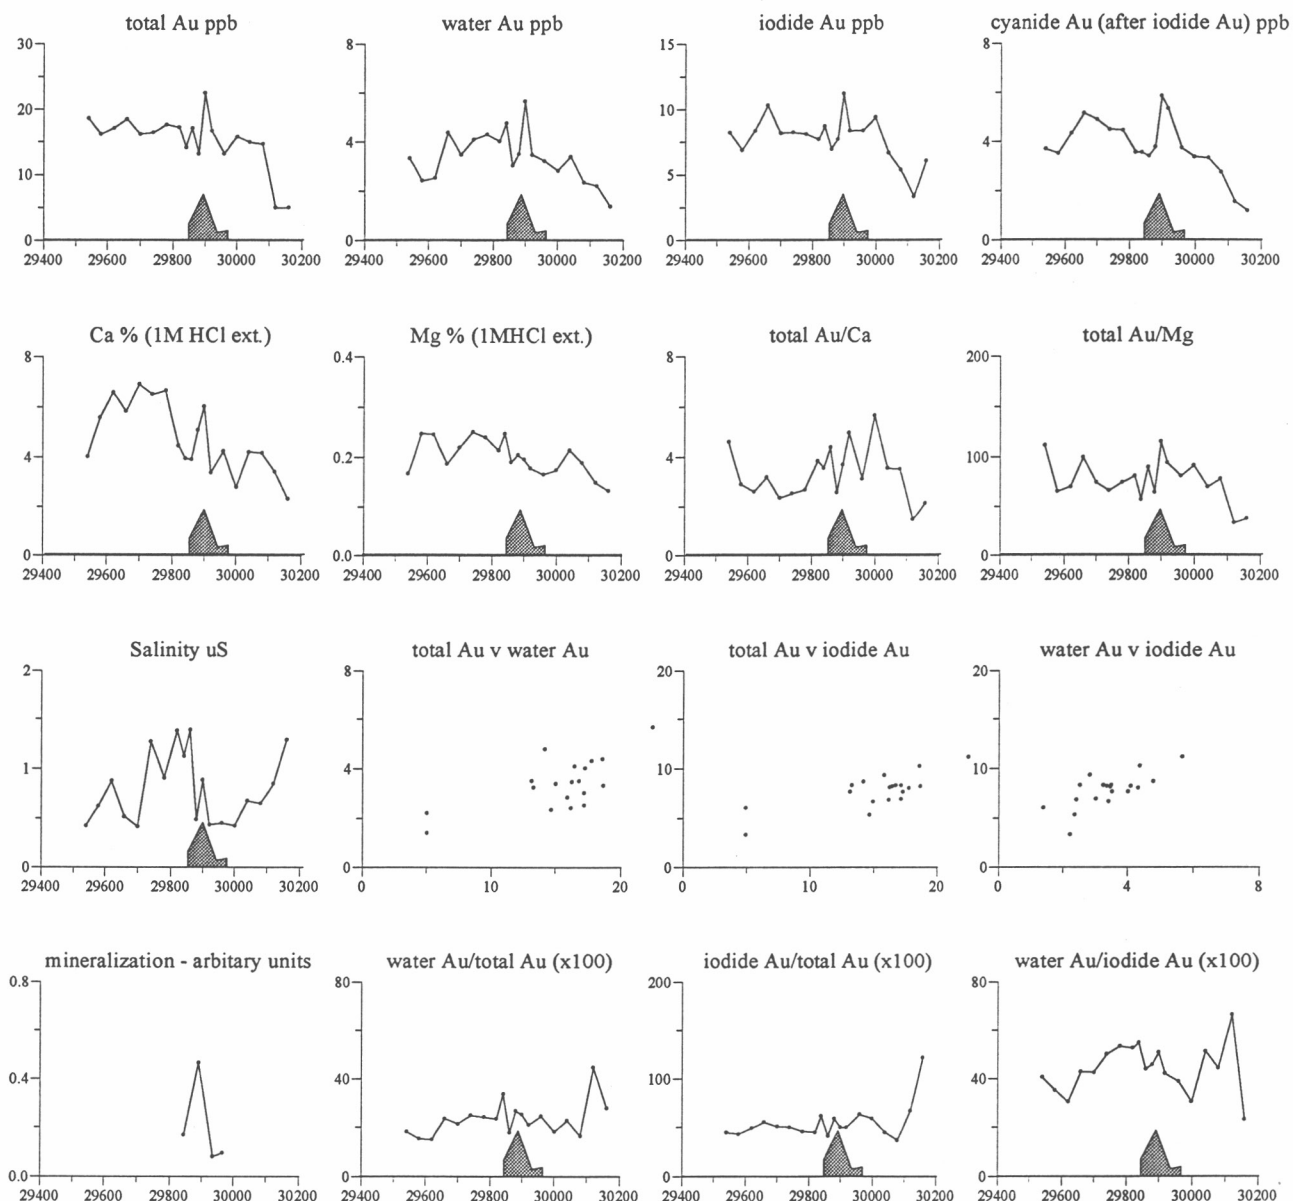 total Au ppb
water Au ppb
iodide Au ppb
cyanide Au (after iodide Au) ppb
30
20
10
0
29400 29600 29800 30000 30200
8
4
0
29400 29600 29800 30000 30200
15
10
5
0
29400 29600 29800 30000 30200
8
4
0
29400 29600 29800 30000 30200
Ca % (1M HCl ext.)
Mg % (1MHCl ext.)
total Au/Ca
total Au/Mg
8
4
0
29400 29600 29800 30000 30200
0.4
0.2
0.0
29400 29600 29800 30000 30200
8
4
0
29400 29600 29800 30000 30200
200
100
0
29400 29600 29800 30000 30200
Salinity uS
total Au v water Au
total Au v iodide Au
water Au v iodide Au
2
1
0
29400 29600 29800 30000 30200
8
4
0
0 10 20
20
10
0
0 10 20
20
10
0
0 4 8
mineralization - arbitary units
water Au/total Au (x100)
iodide Au/total Au (x100)
water Au/iodide Au (x100)
0.8
0.4
0.0
29400 29600 29800 30000 30200
80
40
0
29400 29600 29800 30000 30200
200
100
0
29400 29600 29800 30000 30200
80
40
0
29400 29600 29800 30000 30200